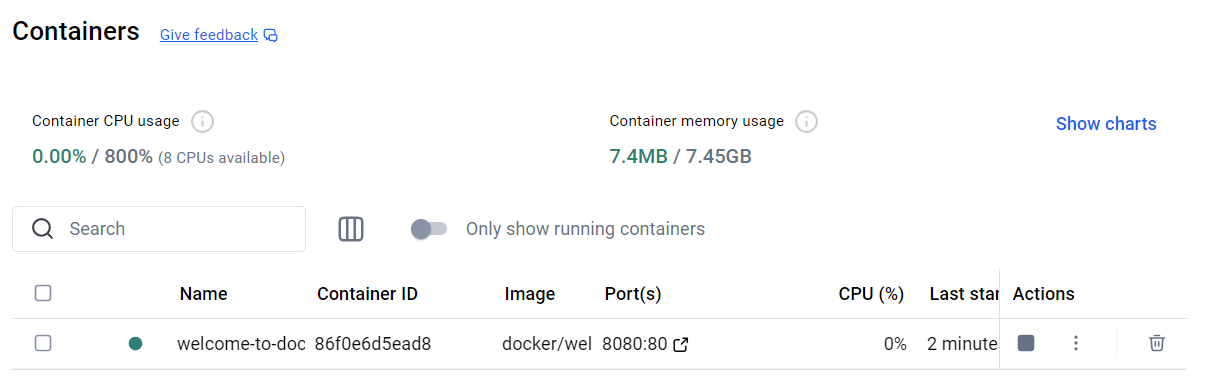 Containers Give feedback
Container CPU usage
0.00% / 800% (8 CPUs available)
Container memory usage
7.4MB / 7.45GB
Show charts
Search
Only show running containers
Name Container ID Image Port(s) CPU (%) Last star Actions
welcome-to-doc 86f0e6d5ead8 docker/wel 8080:80 0% 2 minute